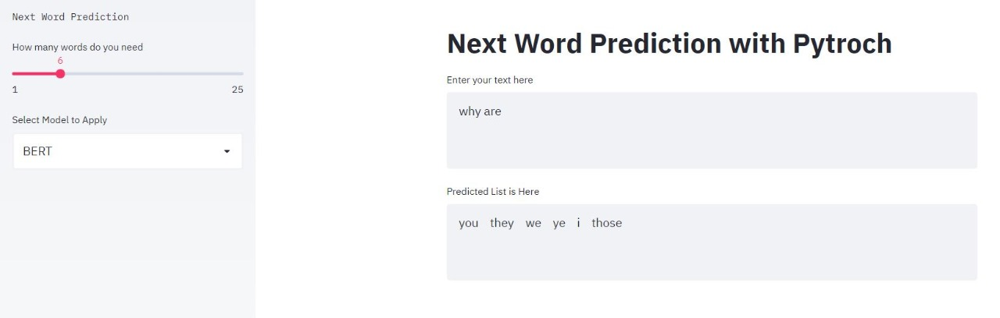 Next Word Prediction
How many words do you need
6
1 25
Select Model to Apply
BERT
Next Word Prediction with Pytroch
Enter your text here
why are
Predicted List is Here
you they we ye i those